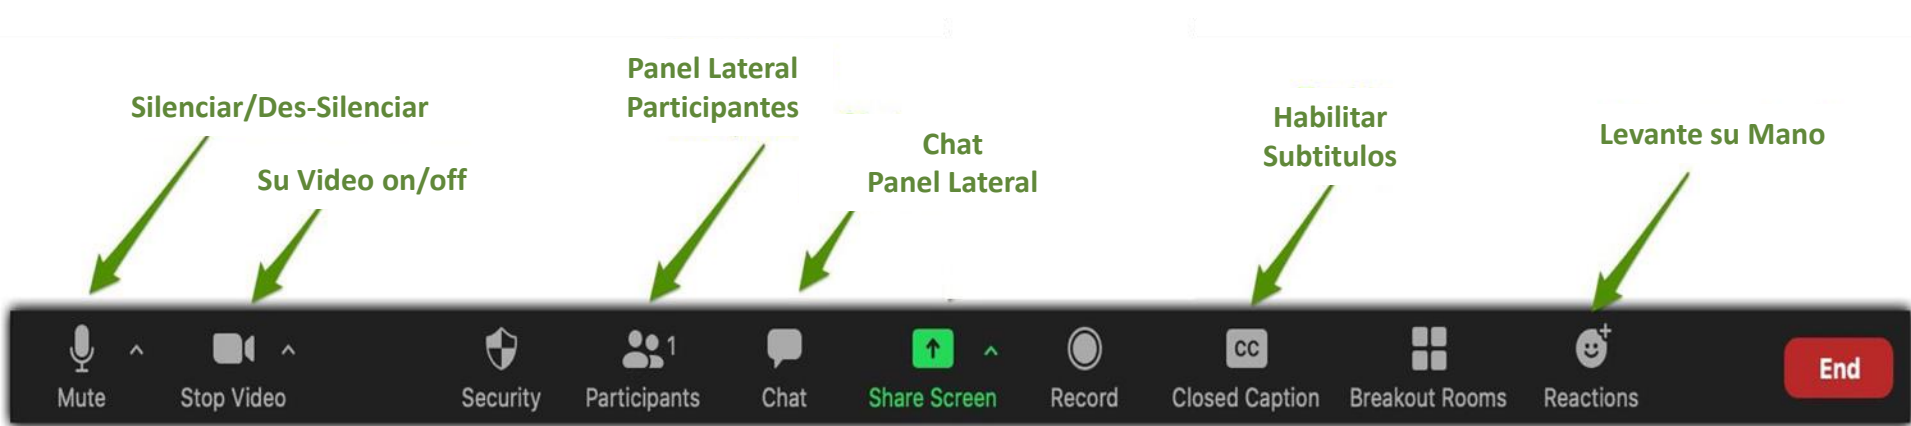 Silenciar/Des-Silenciar
Su Video on/off
Panel Lateral
Participantes
Chat
Panel Lateral
Habilitar
Subtitulos
Levante su Mano
Mute
Stop Video
Security
1
Participants
Chat
Share Screen
Record
CC
Closed Caption
Breakout Rooms
Reactions
End